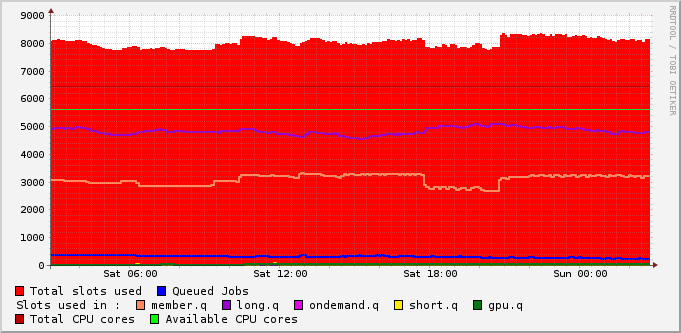 9000
8000
7000
6000
5000
4000
3000
2000
1000
0
Sat 06:00 Sat 12:00 Sat 18:00 Sun 00:00
Total slots used Queued Jobs
Slots used in : member.q long.q ondemand.q short.q gpu.q
Total CPU cores Available CPU cores
RRDTOOL / TOBI OETIKER